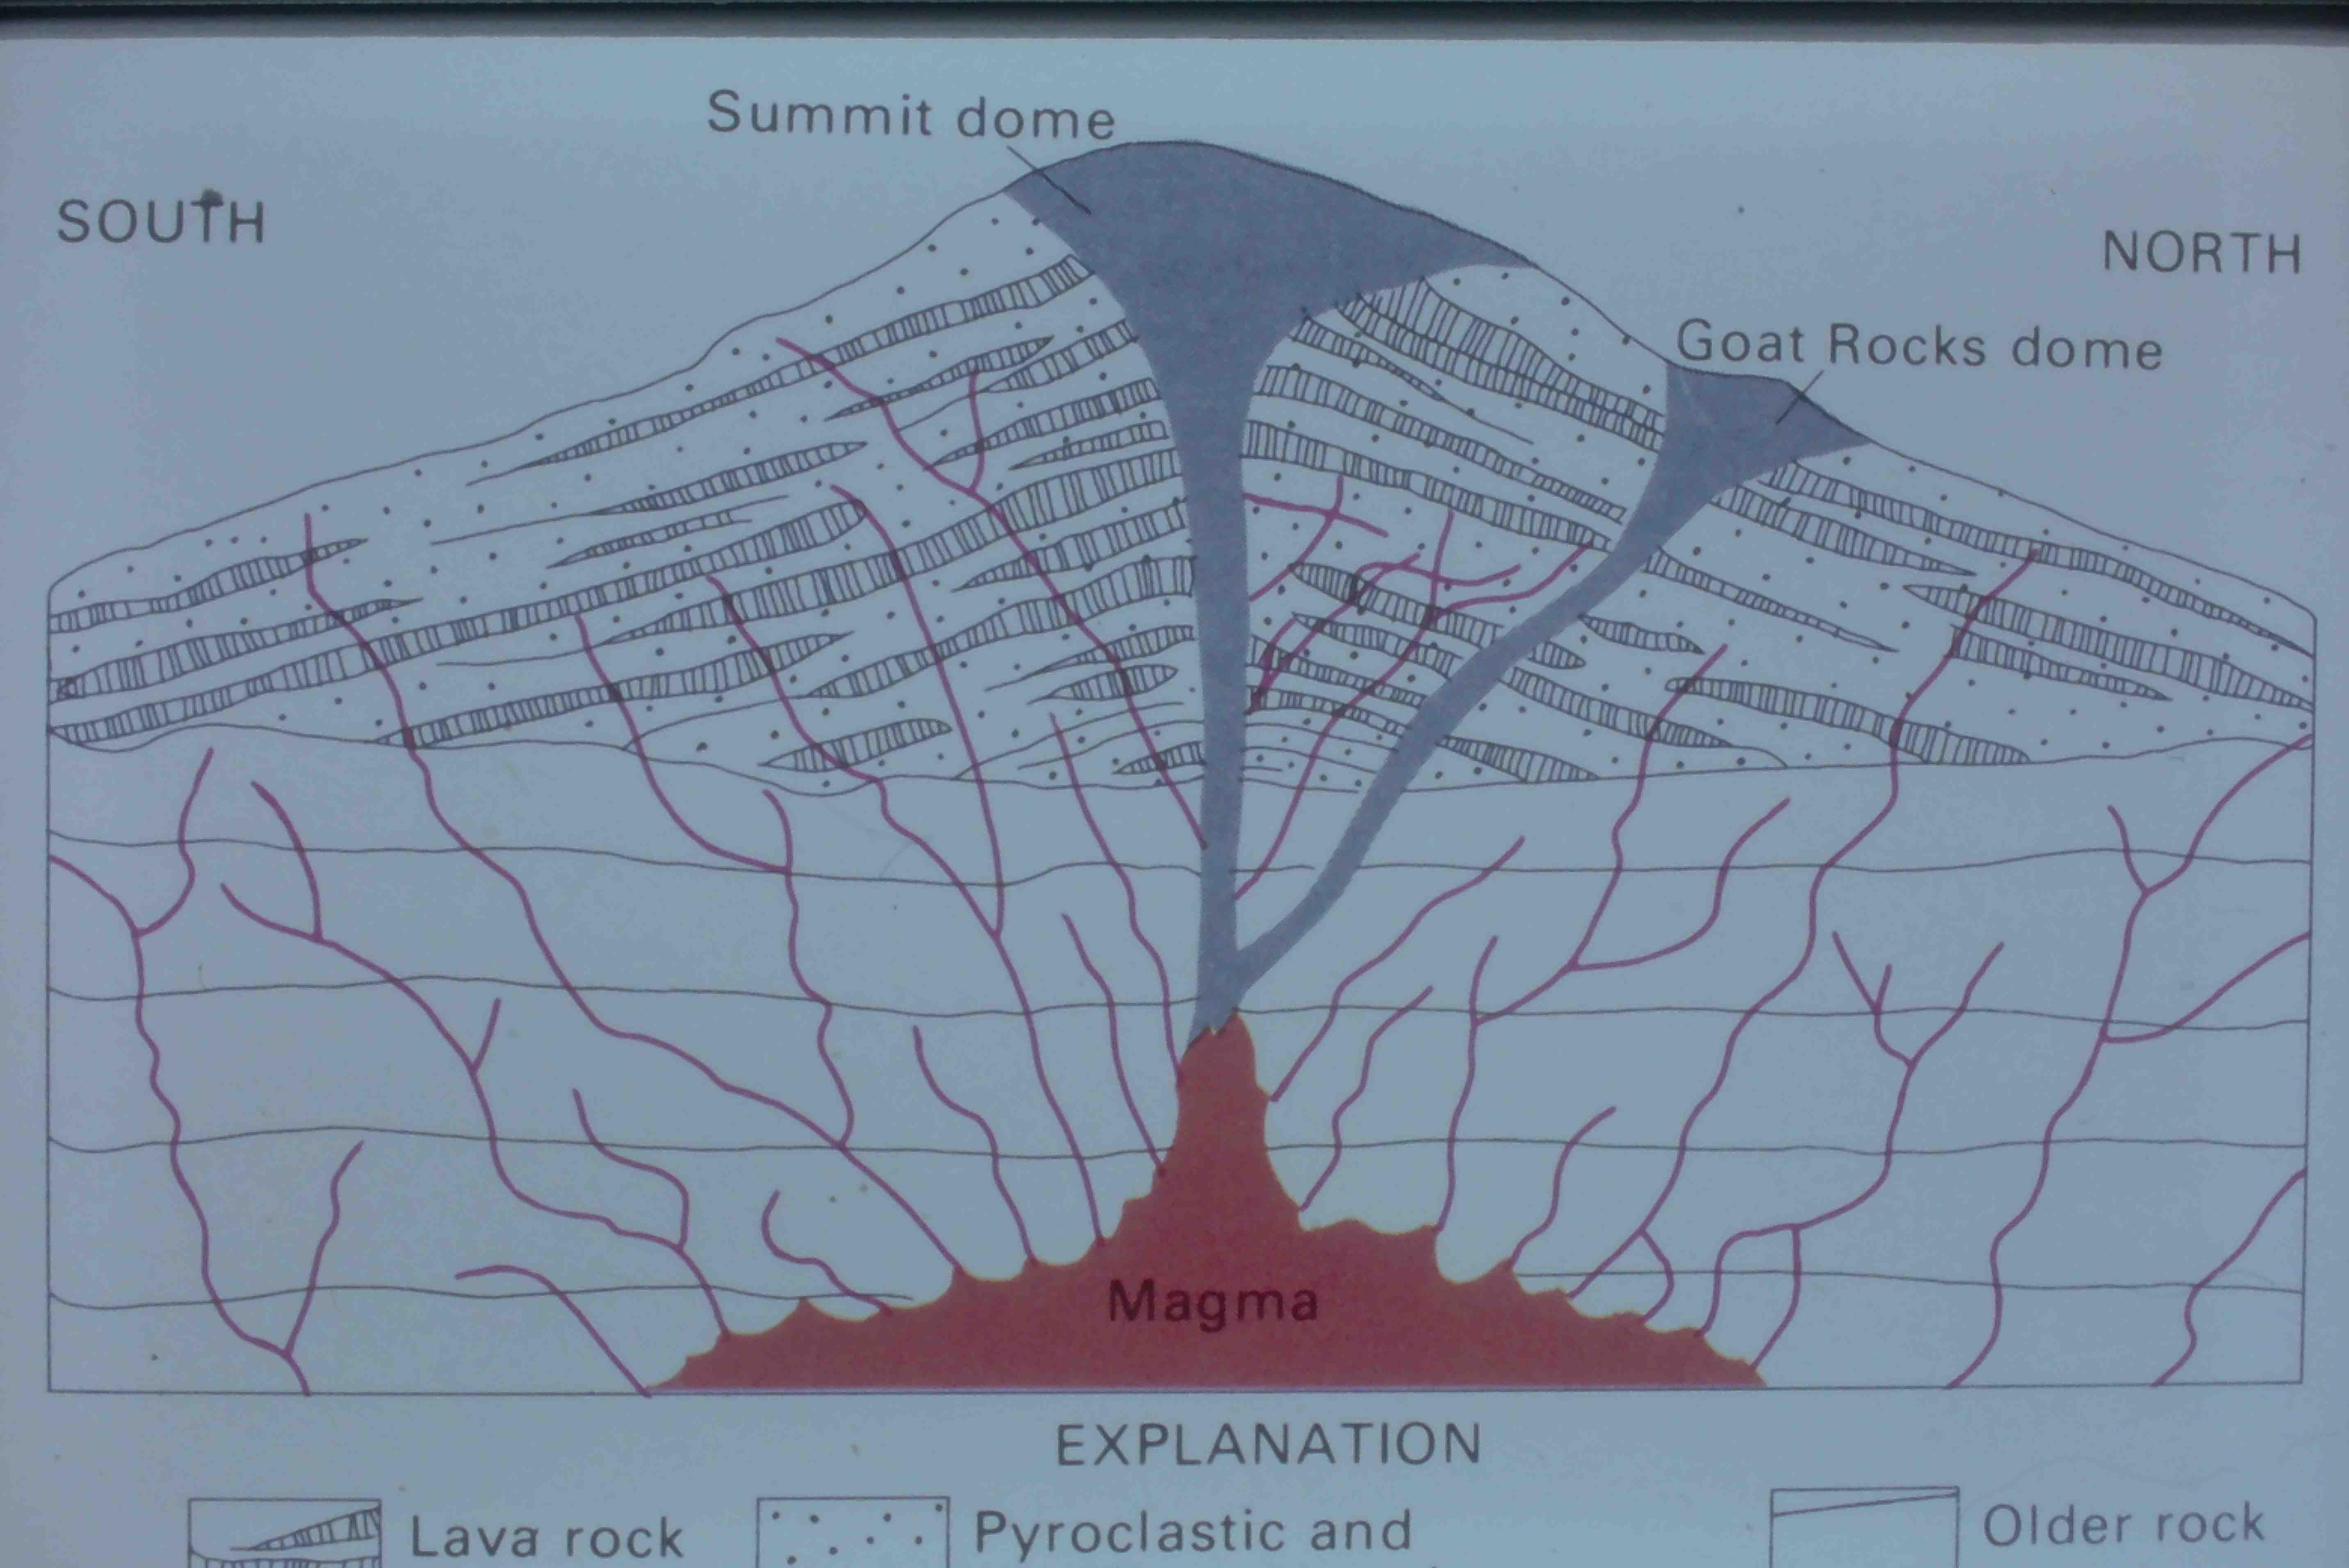 Summit dome
SOUTH
NORTH
Goat Rocks dome
Magma
EXPLANATION
Lava rock
Pyroclastic and
Older rock